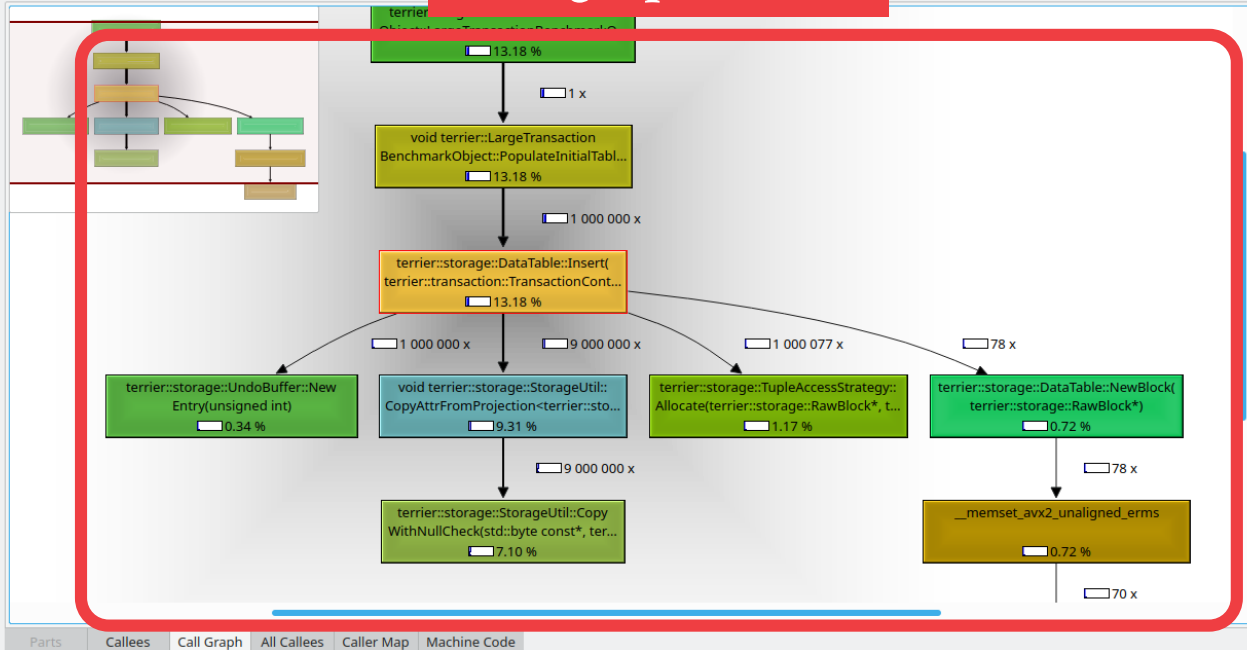 13.18 %
1 x
void terrier::LargeTransaction
BenchmarkObject::PopulateInitialTabl...
13.18 %
1 000 000 x
terrier::storage::DataTable::Insert(
terrier::transaction::TransactionCont...
13.18 %
1 000 000 x
9 000 000 x
1 000 077 x
78 x
terrier::storage::UndoBuffer::New
Entry(unsigned int)
0.34 %
void terrier::storage::StorageUtil::
CopyAttrFromProjection<terrier::sto...
9.31 %
terrier::storage::TupleAccessStrategy::
Allocate(terrier::storage::RawBlock*, t...
1.17 %
terrier::storage::DataTable::NewBlock(
terrier::storage::RawBlock*)
0.72 %
9 000 000 x
78 x
terrier::storage::StorageUtil::Copy
WithNullCheck(std::byte const*, ter...
7.10 %
__memset_avx2_unaligned_erms
0.72 %
70 x
Parts
Callees
Call Graph
All Callees
Caller Map
Machine Code